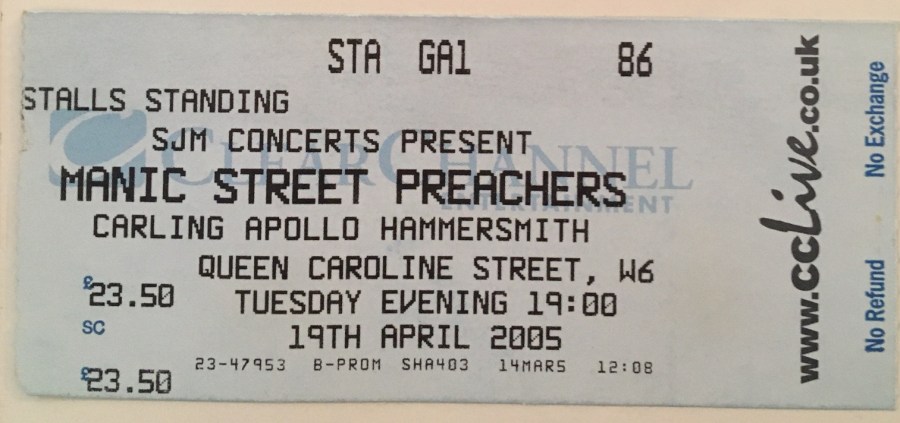 STA GA1 86
STALLS STANDING
SJM CONCERTS PRESENT
CLEARCHANNEL
MANIC STREET PREACHERS
ENTERTAINMENT
CARLING APOLLO HAMMERSMITH
QUEEN CAROLINE STREET, W6
£23.50
TUESDAY EVENING 19:00
SC
19TH APRIL 2005
23-47953 B-PROM SHA403 14MAR5 12:08
£23.50
www.ccLive.co.uk
No Refund No Exchange